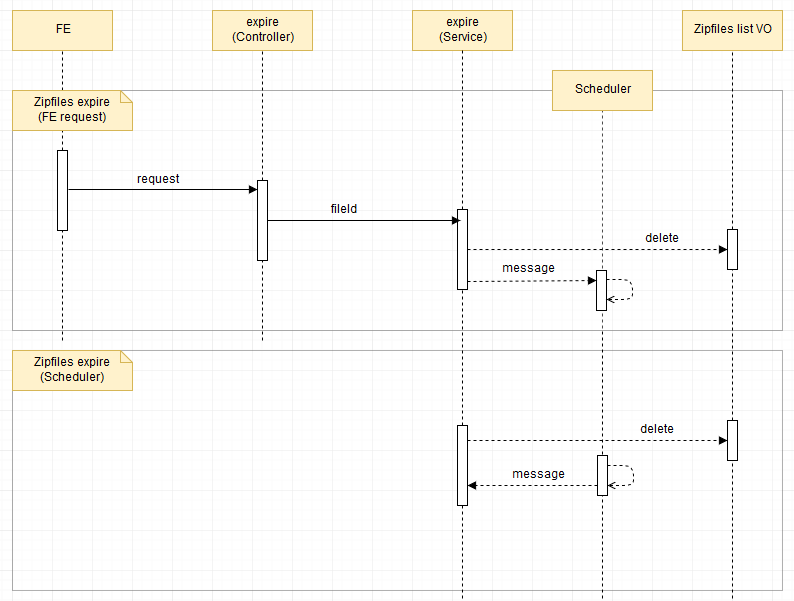 FE
expire
(Controller)
expire
(Service)
Zipfiles list VO
Scheduler
Zipfiles expire
(FE request)
request
fileId
delete
message
Zipfiles expire
(Scheduler)
delete
message